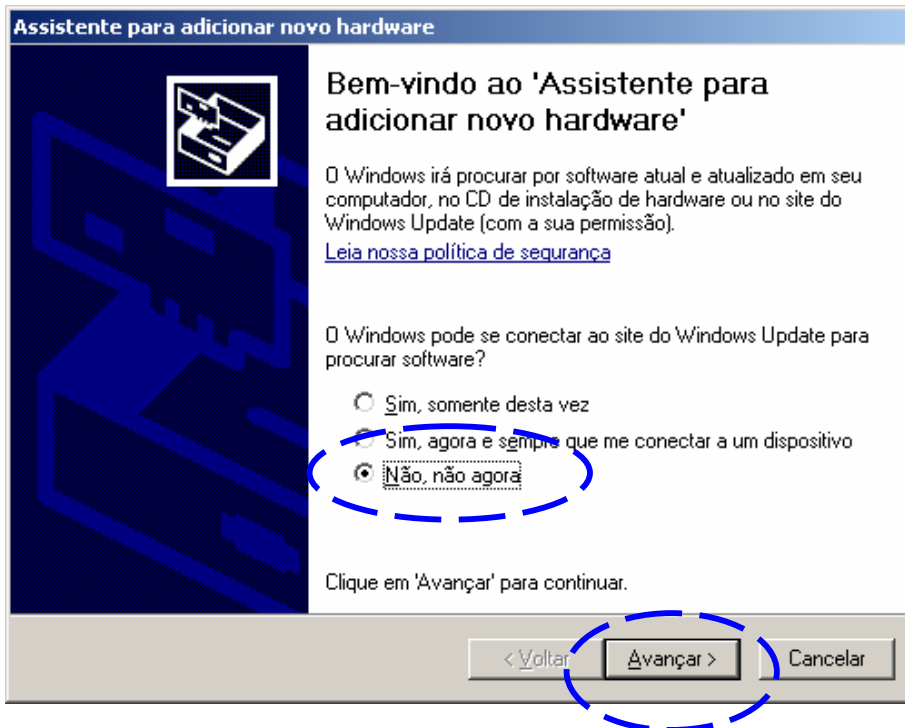 Assistente para adicionar novo hardware
Bem-vindo ao 'Assistente para
adicionar novo hardware'
O Windows irá procurar por software atual e atualizado em seu
computador, no CD de instalação de hardware ou no site do
Windows Update (com a sua permissão).
Leia nossa política de segurança
O Windows pode se conectar ao site do Windows Update para
procurar software?
Sim, somente desta vez
Sim, agora e sempre que me conectar a um dispositivo
Não, não agora
Clique em 'Avançar' para continuar.
< Voltar
Avançar >
Cancelar